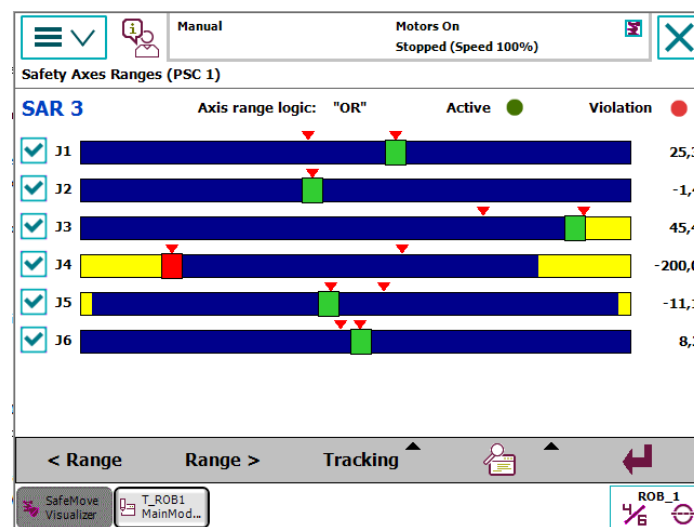 Manual
Motors On
Stopped (Speed 100%)
Safety Axes Ranges (PSC 1)
SAR 3 Axis range logic: "OR" Active Violation
J1
J2
J3
J4
J5
J6
< Range Range > Tracking
SafeMove
Visualizer
T_ROB1
MainMod...
ROB_1